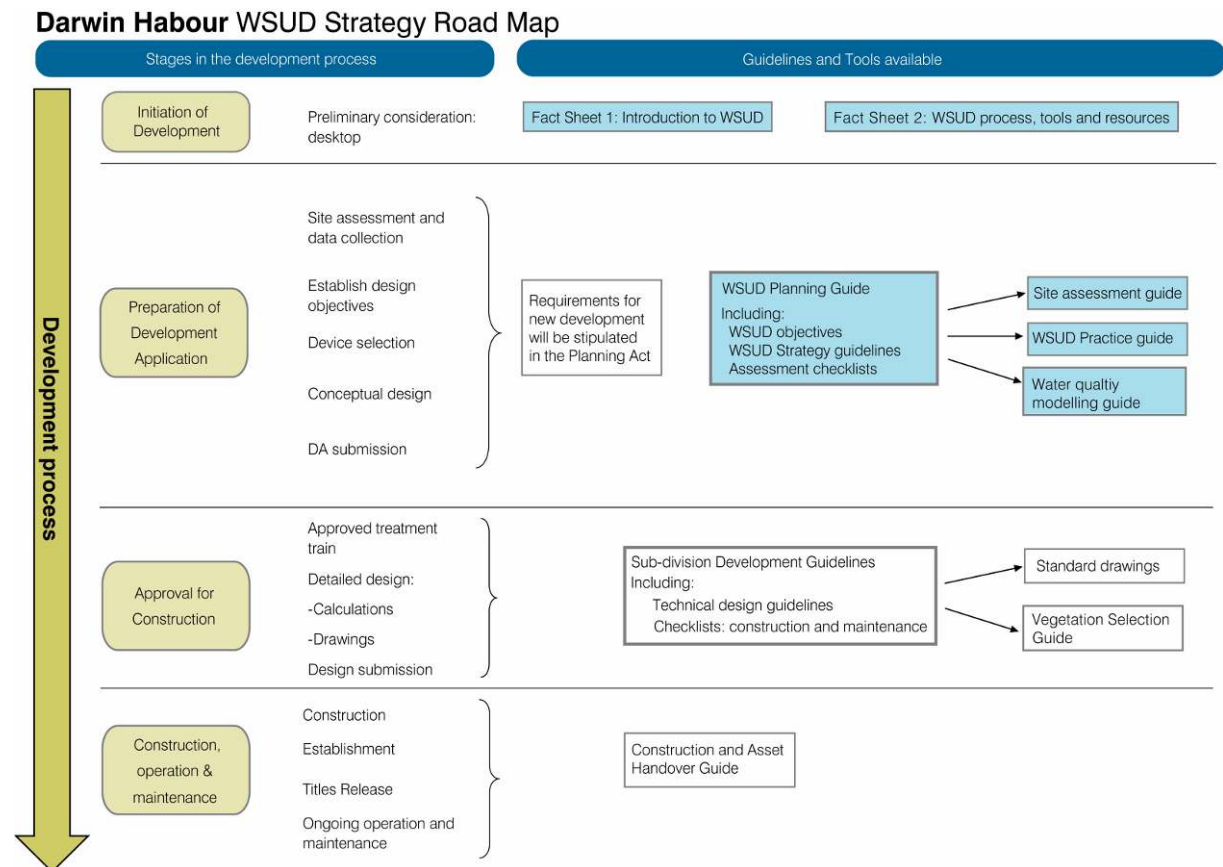 Darwin Habour WSUD Strategy Road Map
Stages in the development process
Guidelines and Tools available
Development process
Initiation of
Development
Preliminary consideration:
desktop
Fact Sheet 1: Introduction to WSUD
Fact Sheet 2: WSUD process, tools and resources
Preparation of
Development
Application
Site assessment and
data collection
Establish design
objectives
Device selection
Conceptual design
DA submission
Requirements for
new development
will be stipulated
in the Planning Act
WSUD Planning Guide
Including:
WSUD objectives
WSUD Strategy guidelines
Assessment checklists
Site assessment guide
WSUD Practice guide
Water qualtiy
modelling guide
Approval for
Construction
Approved treatment
train
Detailed design:
-Calculations
-Drawings
Design submission
Sub-division Development Guidelines
Including:
Technical design guidelines
Checklists: construction and maintenance
Standard drawings
Vegetation Selection
Guide
Construction,
operation &
maintenance
Construction
Establishment
Titles Release
Ongoing operation and
maintenance
Construction and Asset
Handover Guide